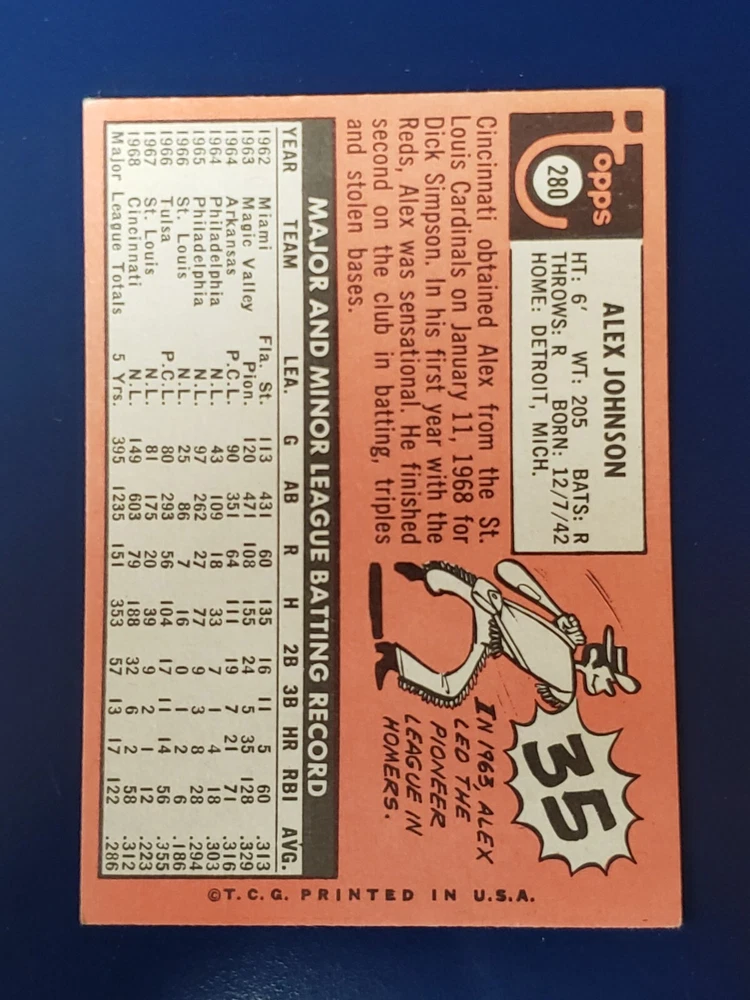 Topps
280
ALEX JOHNSON
HT: 6' WT: 205 BATS: R
THROWS: R BORN: 12/7/42
HOME: DETROIT, MICH.
Cincinnati obtained Alex from the St.
Louis Cardinals on January 11, 1968 for
Dick Simpson. In his first year with the
Reds, Alex was sensational. He finished
second on the club in batting, triples
and stolen bases.
35
IN 1963, ALEX
LED THE
PIONEER
LEAGUE IN
HOMERS.
MAJOR AND MINOR LEAGUE BATTING RECORD
YEAR TEAM LEA. G AB R H 2B 3B HR RBI AVG.
1962 Miami Fla. St. 113 431 60 135 16 11 5 60 .313
1963 Magic Valley Pion. 120 471 108 155 24 5 35 128 .329
1964 Arkansas P.C.L. 90 351 64 111 19 7 21 71 .316
1964 Philadelphia N.L. 43 109 18 33 7 1 4 18 .303
1965 Philadelphia N.L. 97 262 27 77 9 3 8 28 .294
1966 St. Louis N.L. 25 86 7 16 0 1 2 6 .186
1966 Tulsa P.C.L. 80 293 56 104 17 11 14 56 .355
1967 St. Louis N.L. 81 175 20 39 9 2 1 12 .223
1968 Cincinnati N.L. 149 603 79 188 32 6 2 58 .312
Major League Totals 5 Yrs. 395 1235 151 353 57 13 17 122 .286
©T.C.G. PRINTED IN U.S.A.